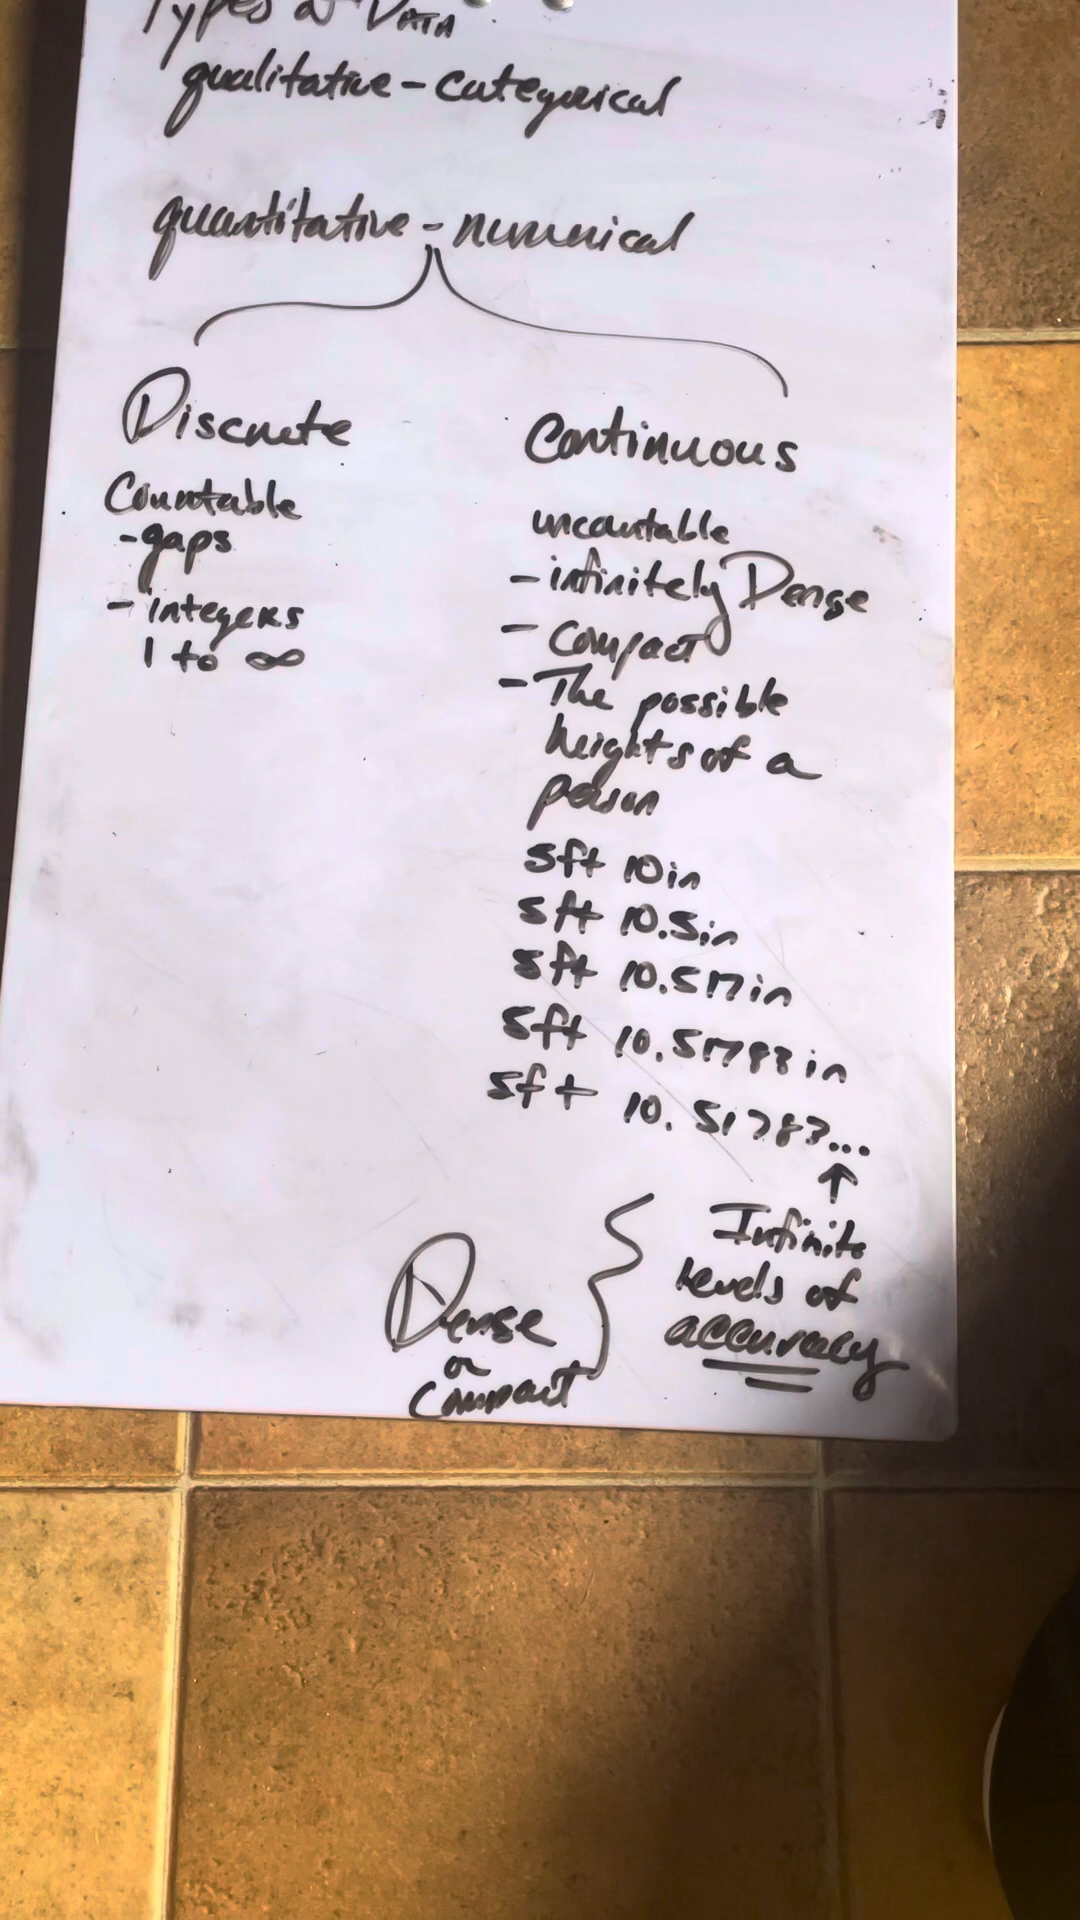 Types of Data
qualitative - categorical
quantitative - numerical
Discrete
Countable
- gaps
- integers
1 to ∞
Continuous
uncountable
- infinitely Dense
- compact
- The possible
heights of a
person
5ft 10in
5ft 10.5in
5ft 10.517in
5ft 10.51783in
5ft 10.51783...
↑
Infinite
levels of
accuracy
Dense
or
Compact